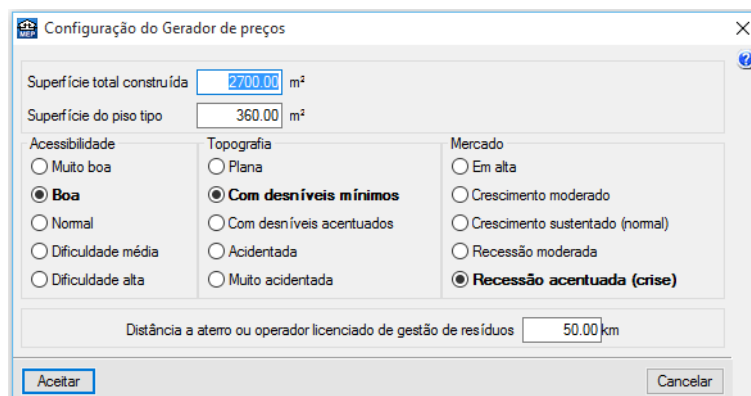 MEP Configuração do Gerador de preços
Superfície total construída 2700.00 m²
Superfície do piso tipo 360.00 m²
Acessibilidade Topografia Mercado
Muito boa Plana Em alta
Boa Com desníveis mínimos Crescimento moderado
Normal Com desníveis acentuados Crescimento sustentado (normal)
Dificuldade média Acidentada Recessão moderada
Dificuldade alta Muito acidentada Recessão acentuada (crise)
Distância a aterro ou operador licenciado de gestão de resíduos 50.00 km
Aceitar Cancelar